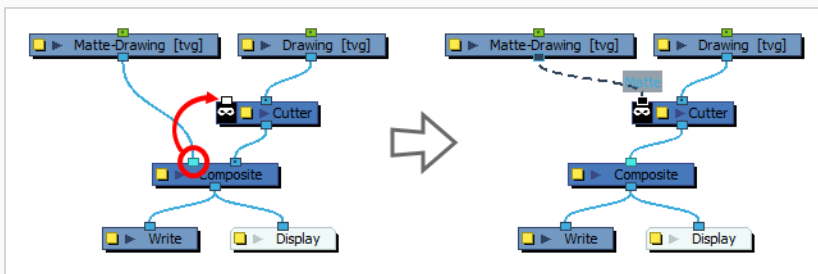 Matte-Drawing [tvg]
Drawing [tvg]
Cutter
Composite
Write
Display
Matte-Drawing [tvg]
Drawing [tvg]
Matte
Cutter
Composite
Write
Display